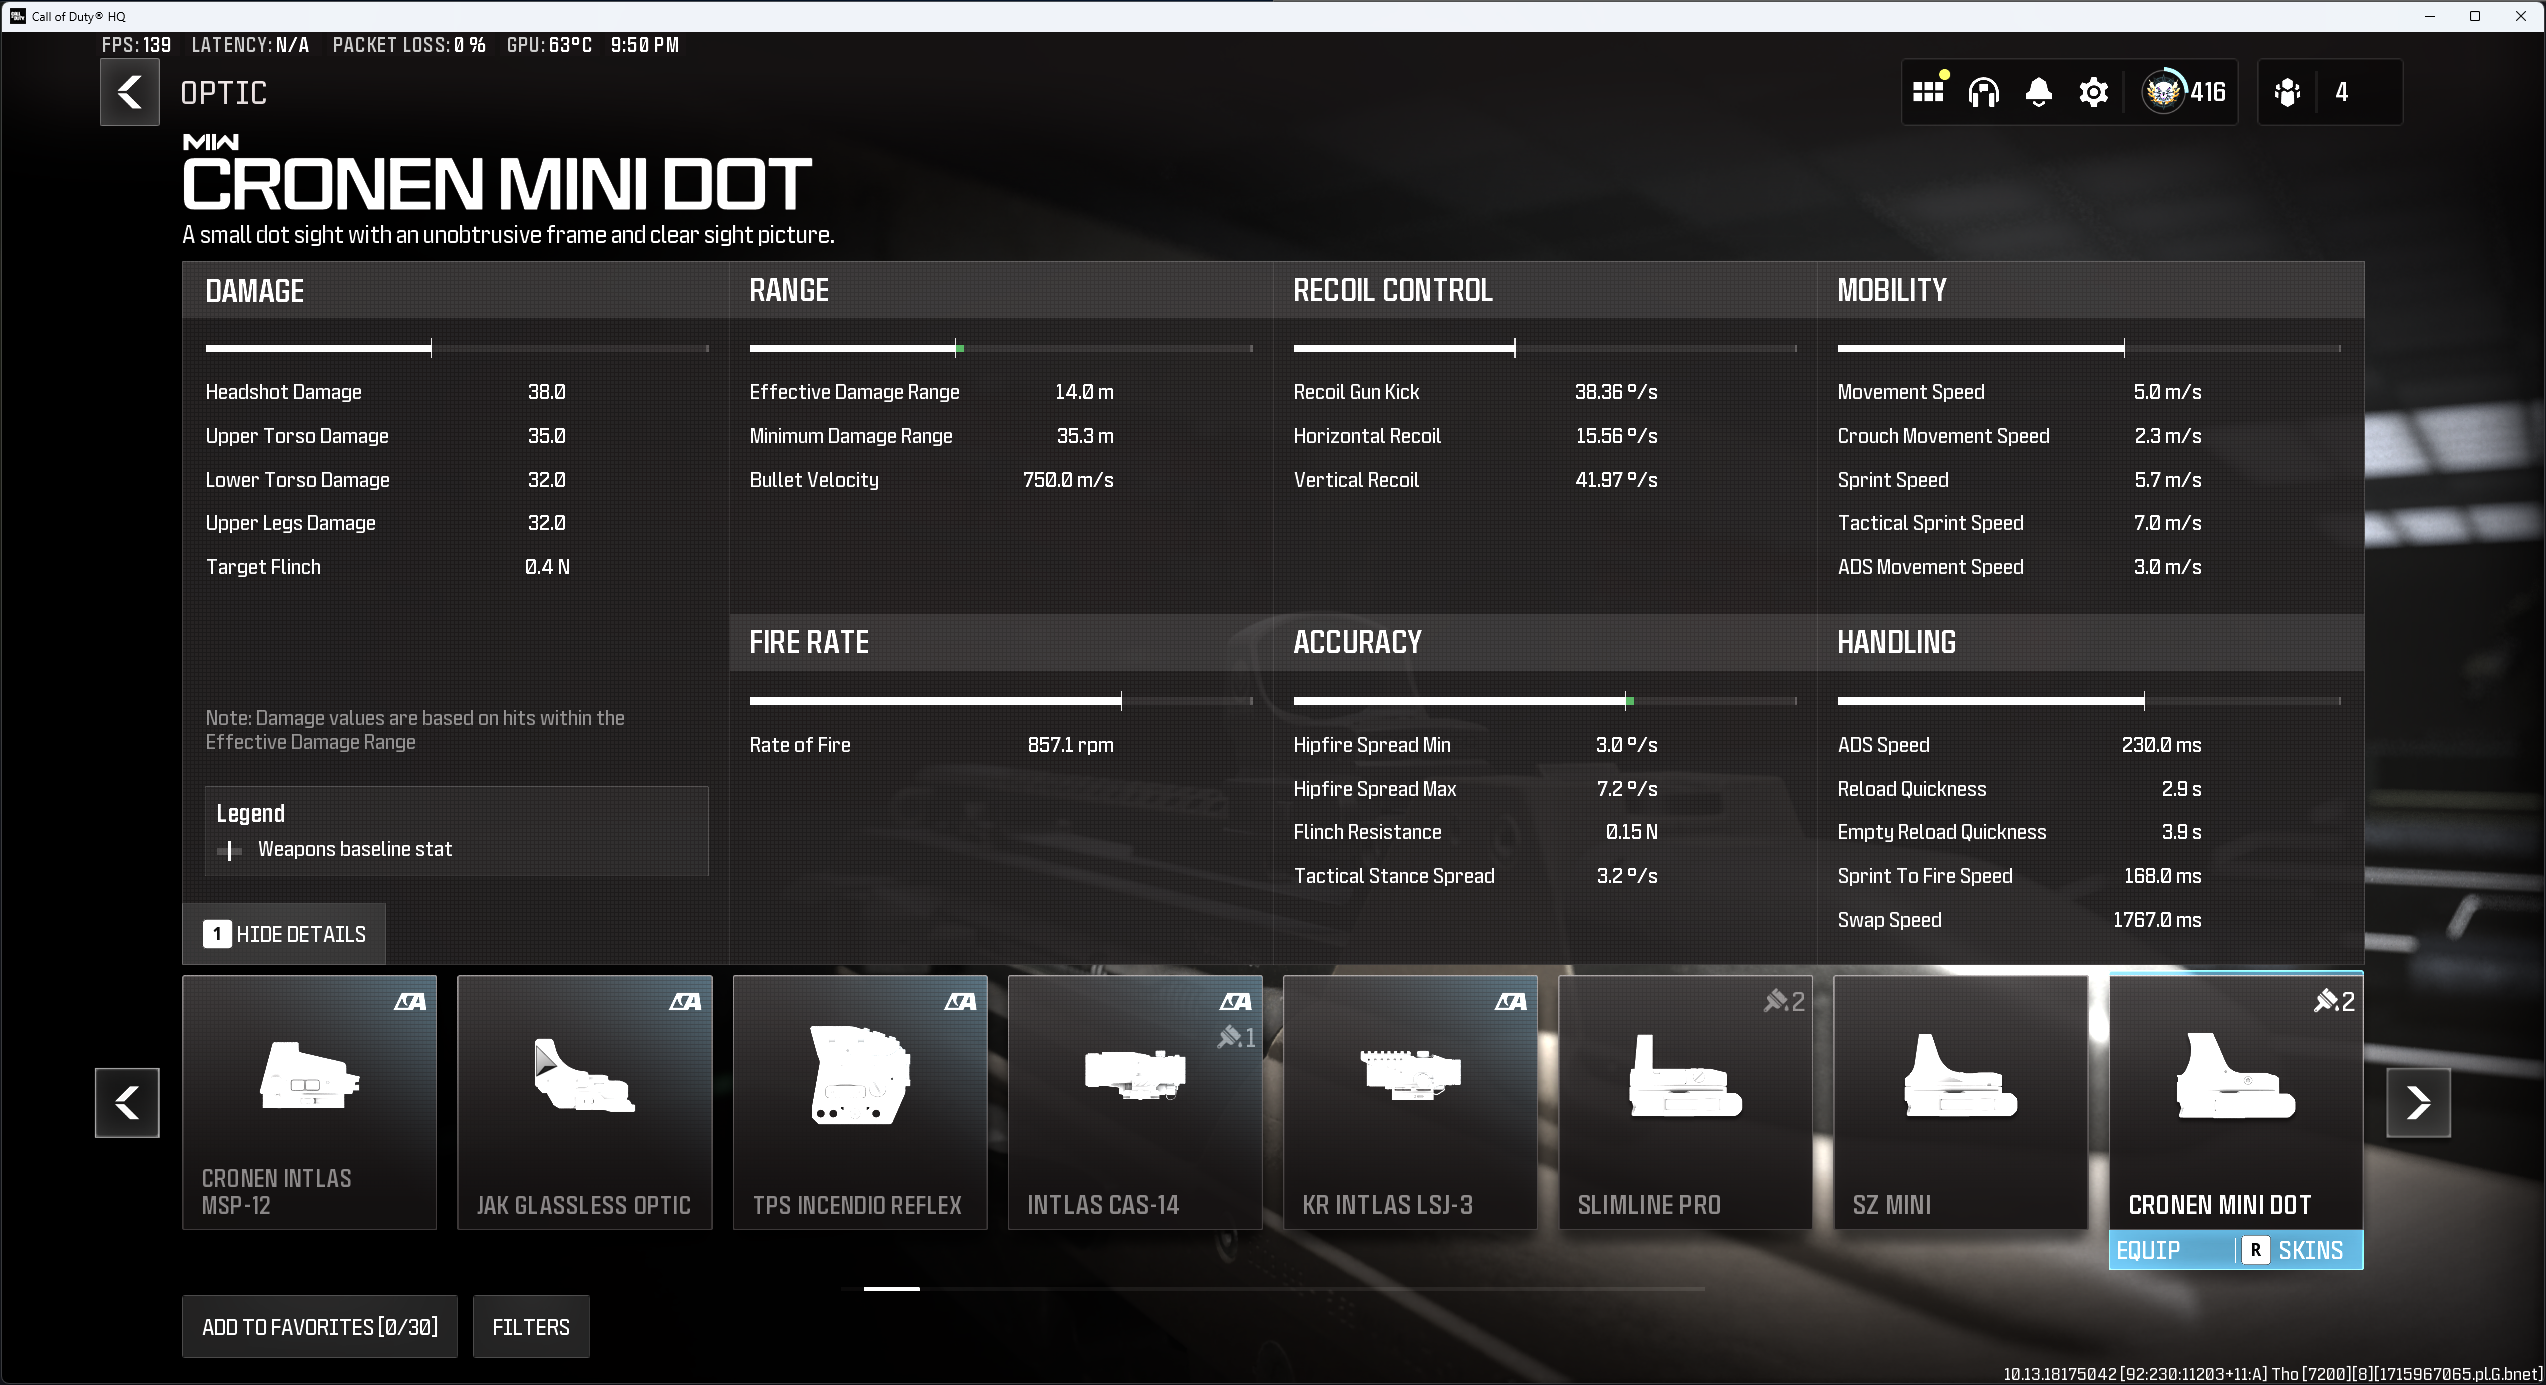 Call of Duty® HQ
FPS: 139 LATENCY: N/A PACKET LOSS: 0 % GPU: 63°C 9:50 PM
OPTIC
416
4
MW
CRONEN MINI DOT
A small dot sight with an unobtrusive frame and clear sight picture.
DAMAGE
Headshot Damage 38.0
Upper Torso Damage 35.0
Lower Torso Damage 32.0
Upper Legs Damage 32.0
Target Flinch 0.4 N
Note: Damage values are based on hits within the
Effective Damage Range
Legend
Weapons baseline stat
1 HIDE DETAILS
RANGE
Effective Damage Range 14.0 m
Minimum Damage Range 35.3 m
Bullet Velocity 750.0 m/s
FIRE RATE
Rate of Fire 857.1 rpm
RECOIL CONTROL
Recoil Gun Kick 38.36 º/s
Horizontal Recoil 15.56 º/s
Vertical Recoil 41.97 º/s
ACCURACY
Hipfire Spread Min 3.0 º/s
Hipfire Spread Max 7.2 º/s
Flinch Resistance 0.15 N
Tactical Stance Spread 3.2 º/s
MOBILITY
Movement Speed 5.0 m/s
Crouch Movement Speed 2.3 m/s
Sprint Speed 5.7 m/s
Tactical Sprint Speed 7.0 m/s
ADS Movement Speed 3.0 m/s
HANDLING
ADS Speed 230.0 ms
Reload Quickness 2.9 s
Empty Reload Quickness 3.9 s
Sprint To Fire Speed 168.0 ms
Swap Speed 1767.0 ms
CRONEN INTLAS
MSP-12
JAK GLASSLESS OPTIC
TPS INCENDIO REFLEX
1
INTLAS CAS-14
KR INTLAS LSJ-3
2
SLIMLINE PRO
SZ MINI
2
CRONEN MINI DOT
EQUIP R SKINS
ADD TO FAVORITES [0/30]
FILTERS
10.13.18175042 [92:230:11203+11:A] Tho [7200][8][1715967065.pl.G.bnet]